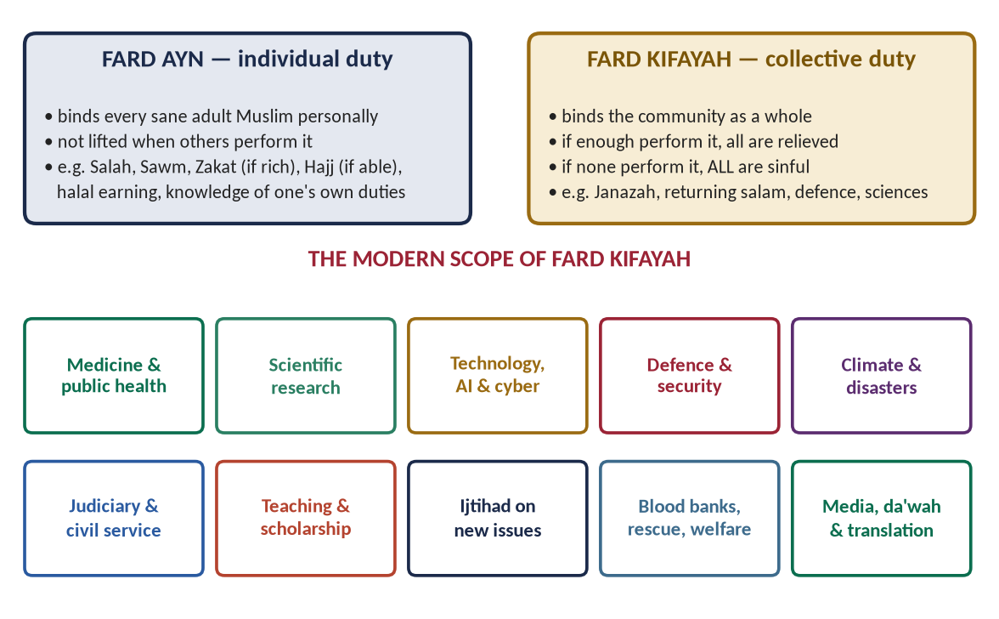 FARD AYN — individual duty
• binds every sane adult Muslim personally
• not lifted when others perform it
• e.g. Salah, Sawm, Zakat (if rich), Hajj (if able),
halal earning, knowledge of one's own duties
FARD KIFAYAH — collective duty
• binds the community as a whole
• if enough perform it, all are relieved
• if none perform it, ALL are sinful
• e.g. Janazah, returning salam, defence, sciences
THE MODERN SCOPE OF FARD KIFAYAH
Medicine &
public health
Scientific
research
Technology,
AI & cyber
Defence &
security
Climate &
disasters
Judiciary &
civil service
Teaching &
scholarship
Ijtihad on
new issues
Blood banks,
rescue, welfare
Media, da'wah
& translation